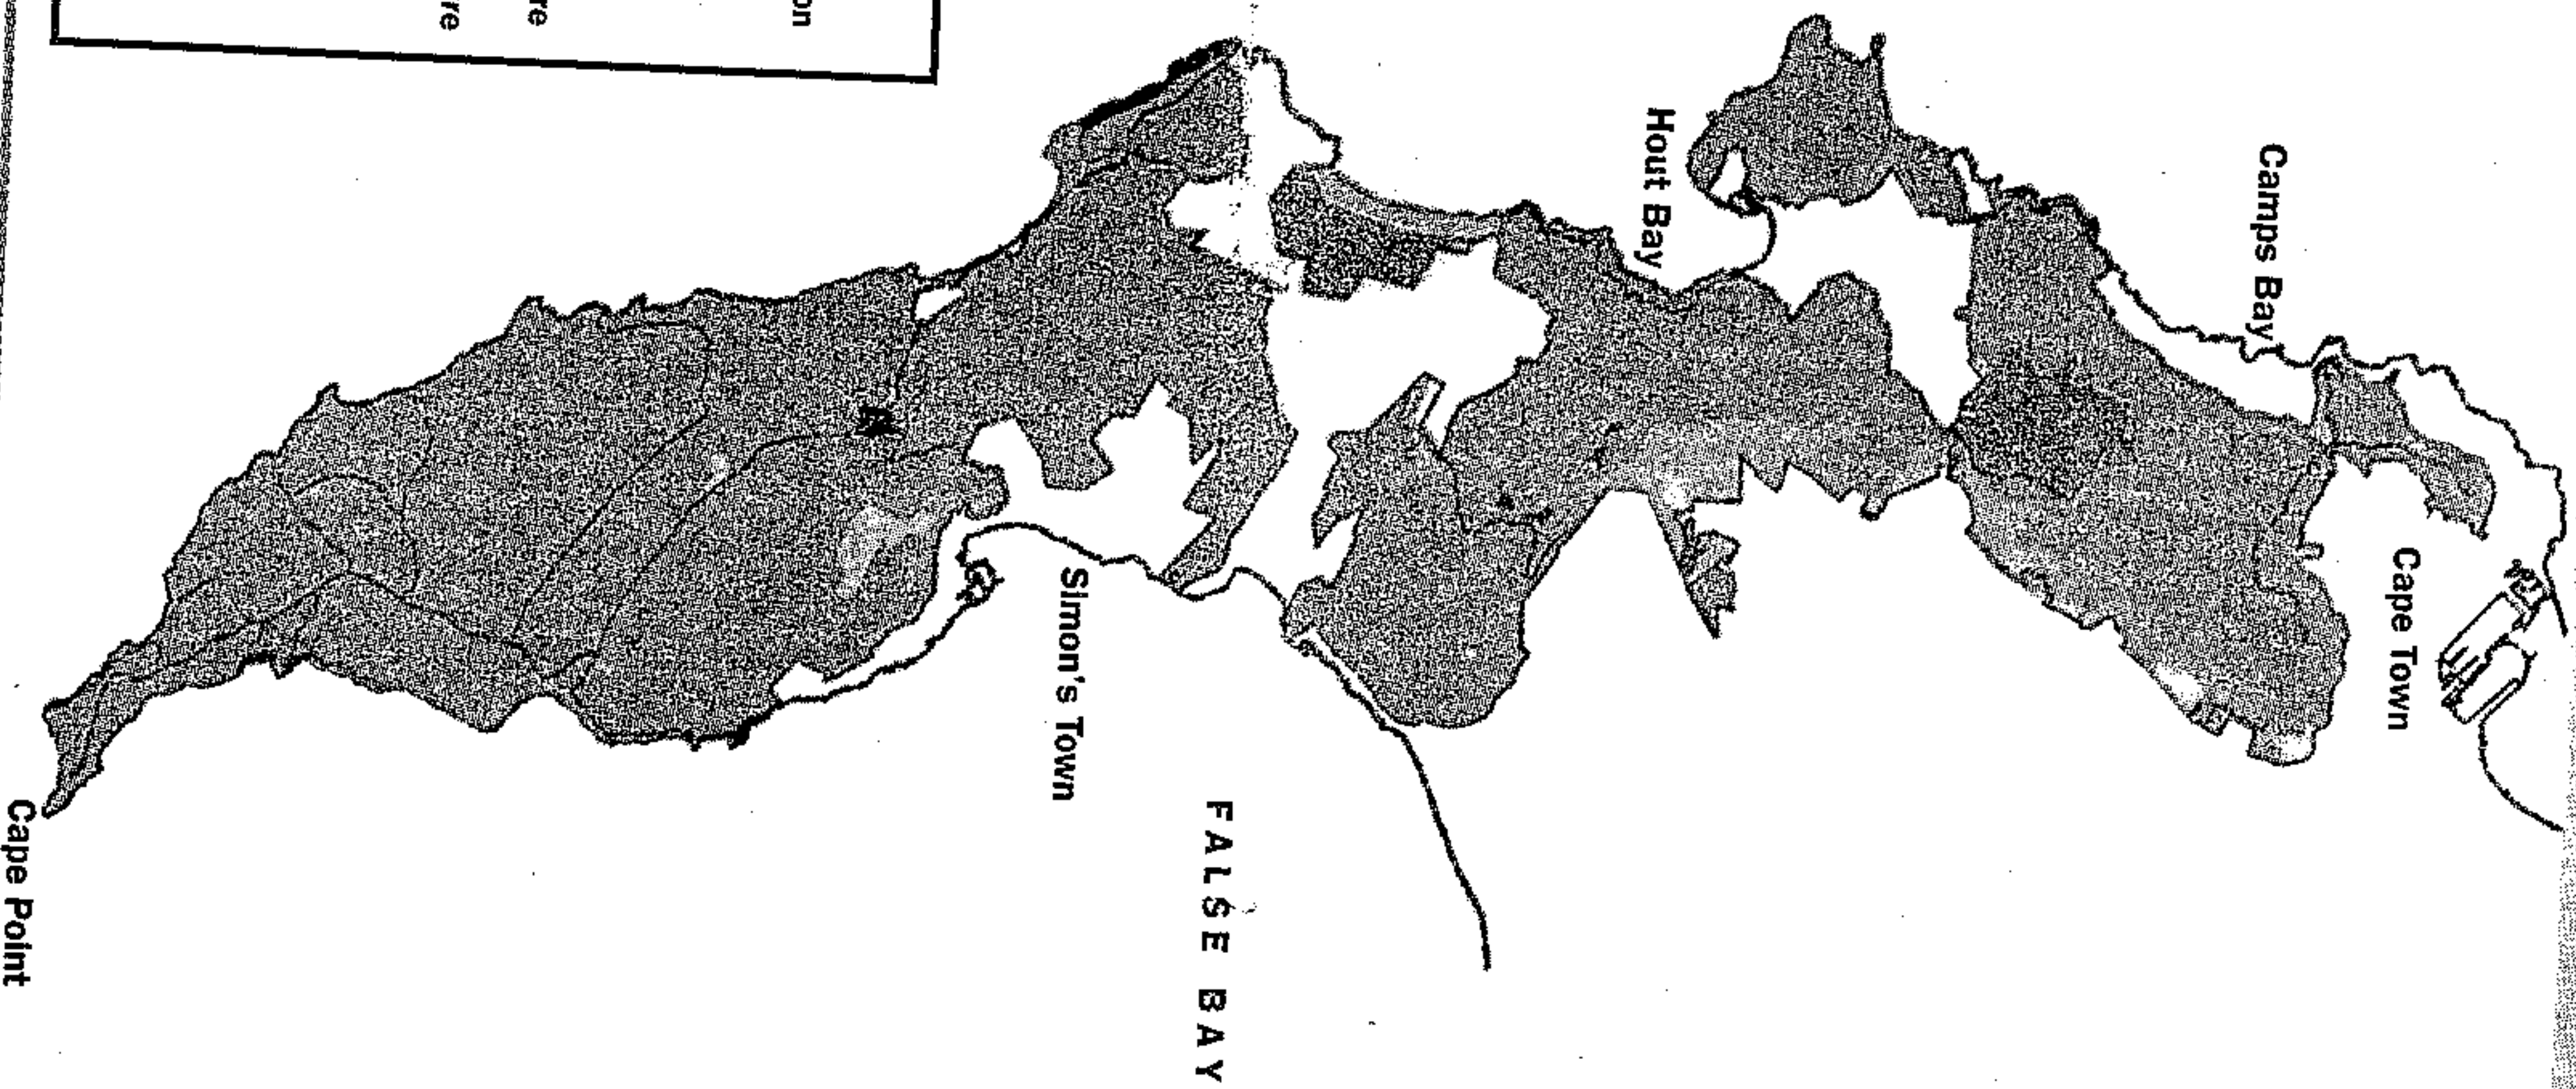 Cape Town
Camps Bay
Hout Bay
FALSE BAY
Simon's Town
Cape Point